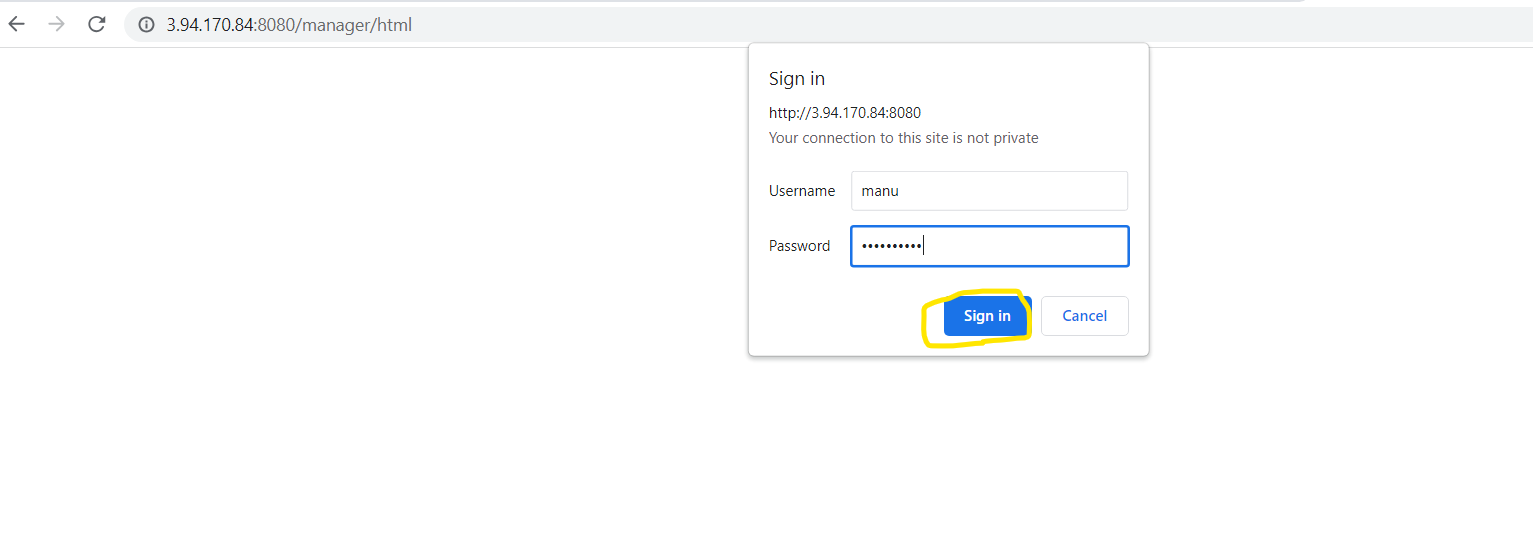 3.94.170.84:8080/manager/html
Sign in
http://3.94.170.84:8080
Your connection to this site is not private
Username manu
Password ••••••••••
Sign in Cancel